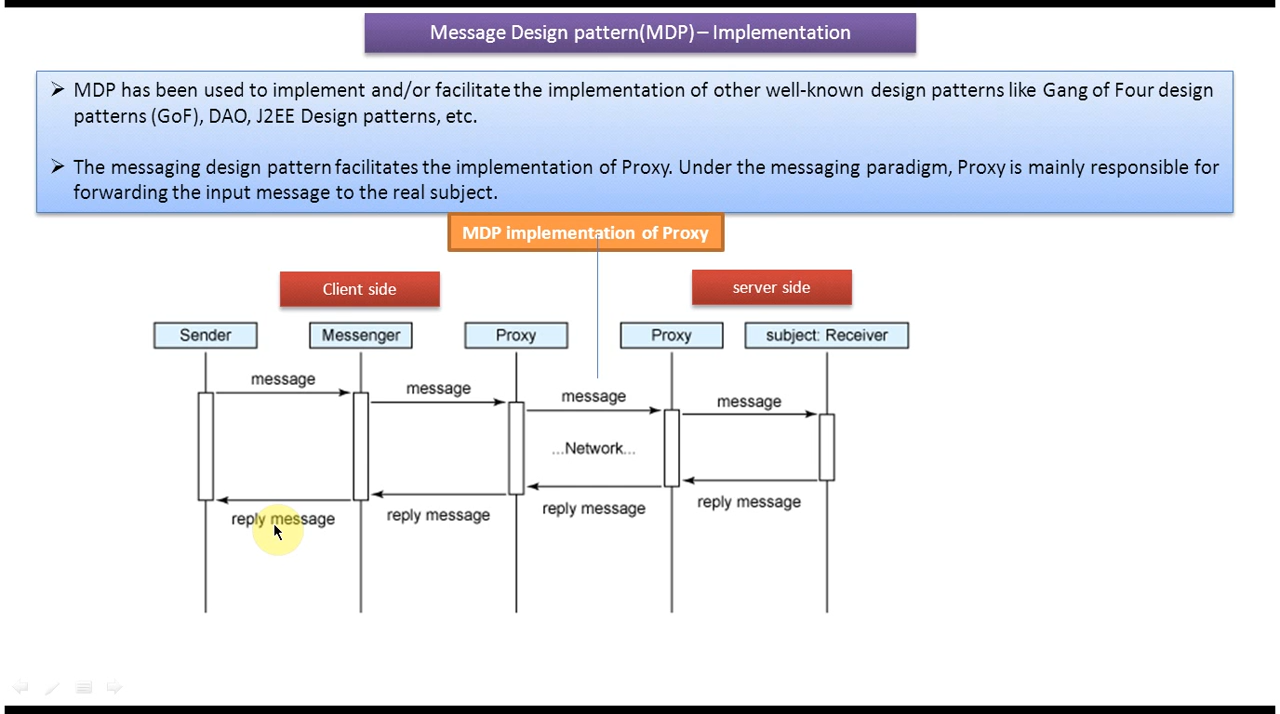 Message Design pattern(MDP) – Implementation
➢ MDP has been used to implement and/or facilitate the implementation of other well-known design patterns like Gang of Four design
patterns (GoF), DAO, J2EE Design patterns, etc.
➢ The messaging design pattern facilitates the implementation of Proxy. Under the messaging paradigm, Proxy is mainly responsible for
forwarding the input message to the real subject.
MDP implementation of Proxy
Client side
server side
Sender
Messenger
Proxy
Proxy
subject: Receiver
message
message
message
message
...Network...
reply message
reply message
reply message
reply message